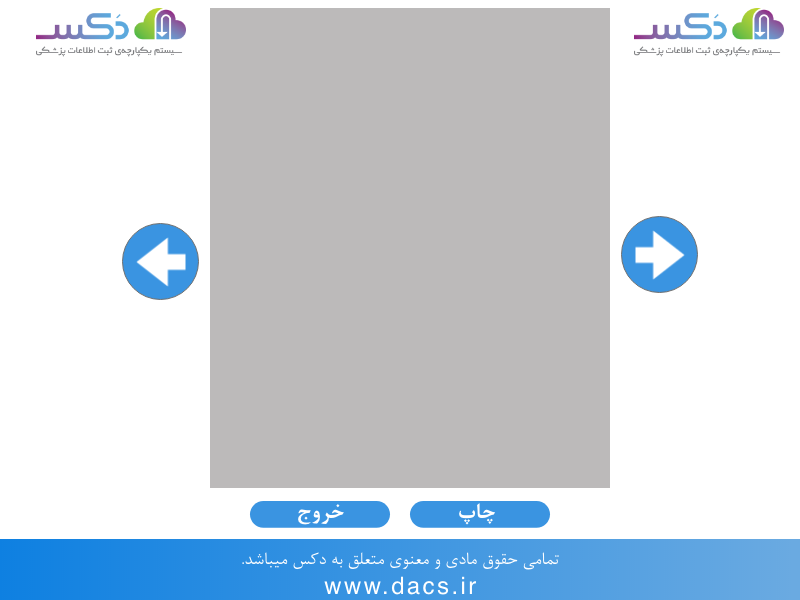 دکس
سیستم یکپارچه‌ی ثبت اطلاعات پزشکی
دکس
سیستم یکپارچه‌ی ثبت اطلاعات پزشکی
چاپ
خروج
تمامی حقوق مادی و معنوی متعلق به دکس میباشد.
www.dacs.ir